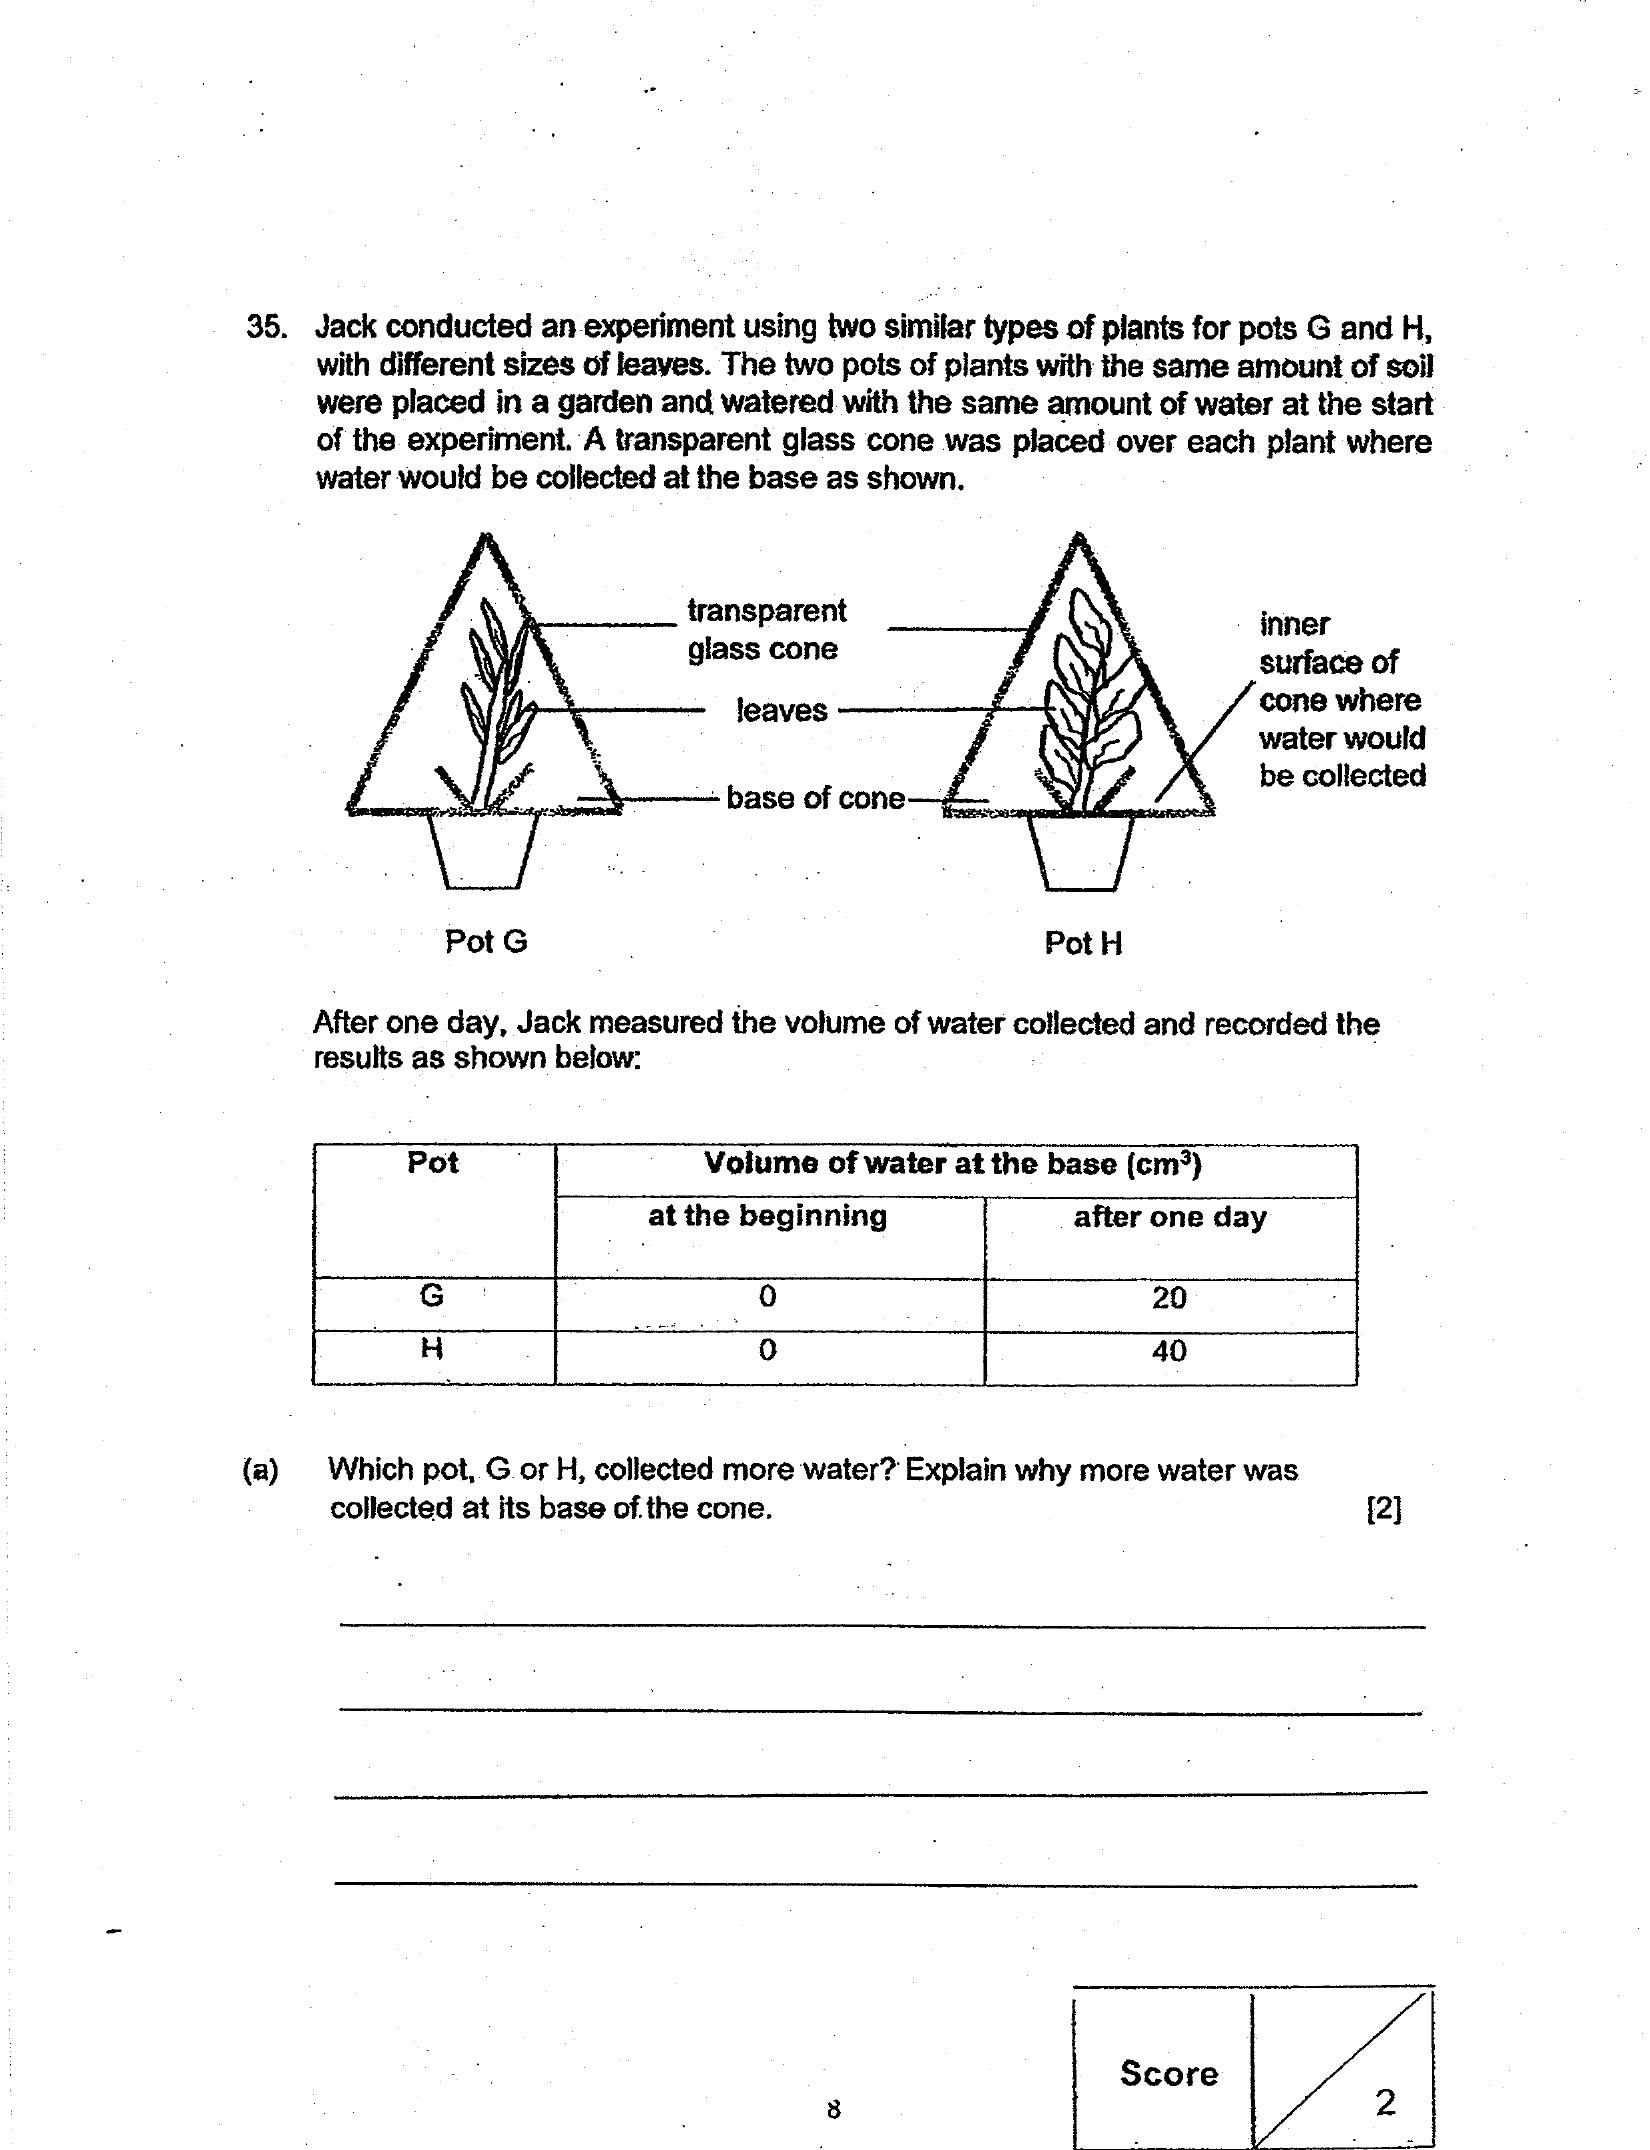 35. Jack conducted an experiment using two similar types of plants for pots G and H,
with different sizes of leaves. The two pots of plants with the same amount of soil
were placed in a garden and watered with the same amount of water at the start
of the experiment. A transparent glass cone was placed over each plant where
water would be collected at the base as shown.
transparent
glass cone
leaves
base of cone
inner
surface of
cone where
water would
be collected
Pot G
Pot H
After one day, Jack measured the volume of water collected and recorded the
results as shown below:
Pot
Volume of water at the base (cm³)
at the beginning
after one day
G 0 20
H 0 40
(a) Which pot, G or H, collected more water? Explain why more water was
collected at its base of the cone. [2]
Score
2
8